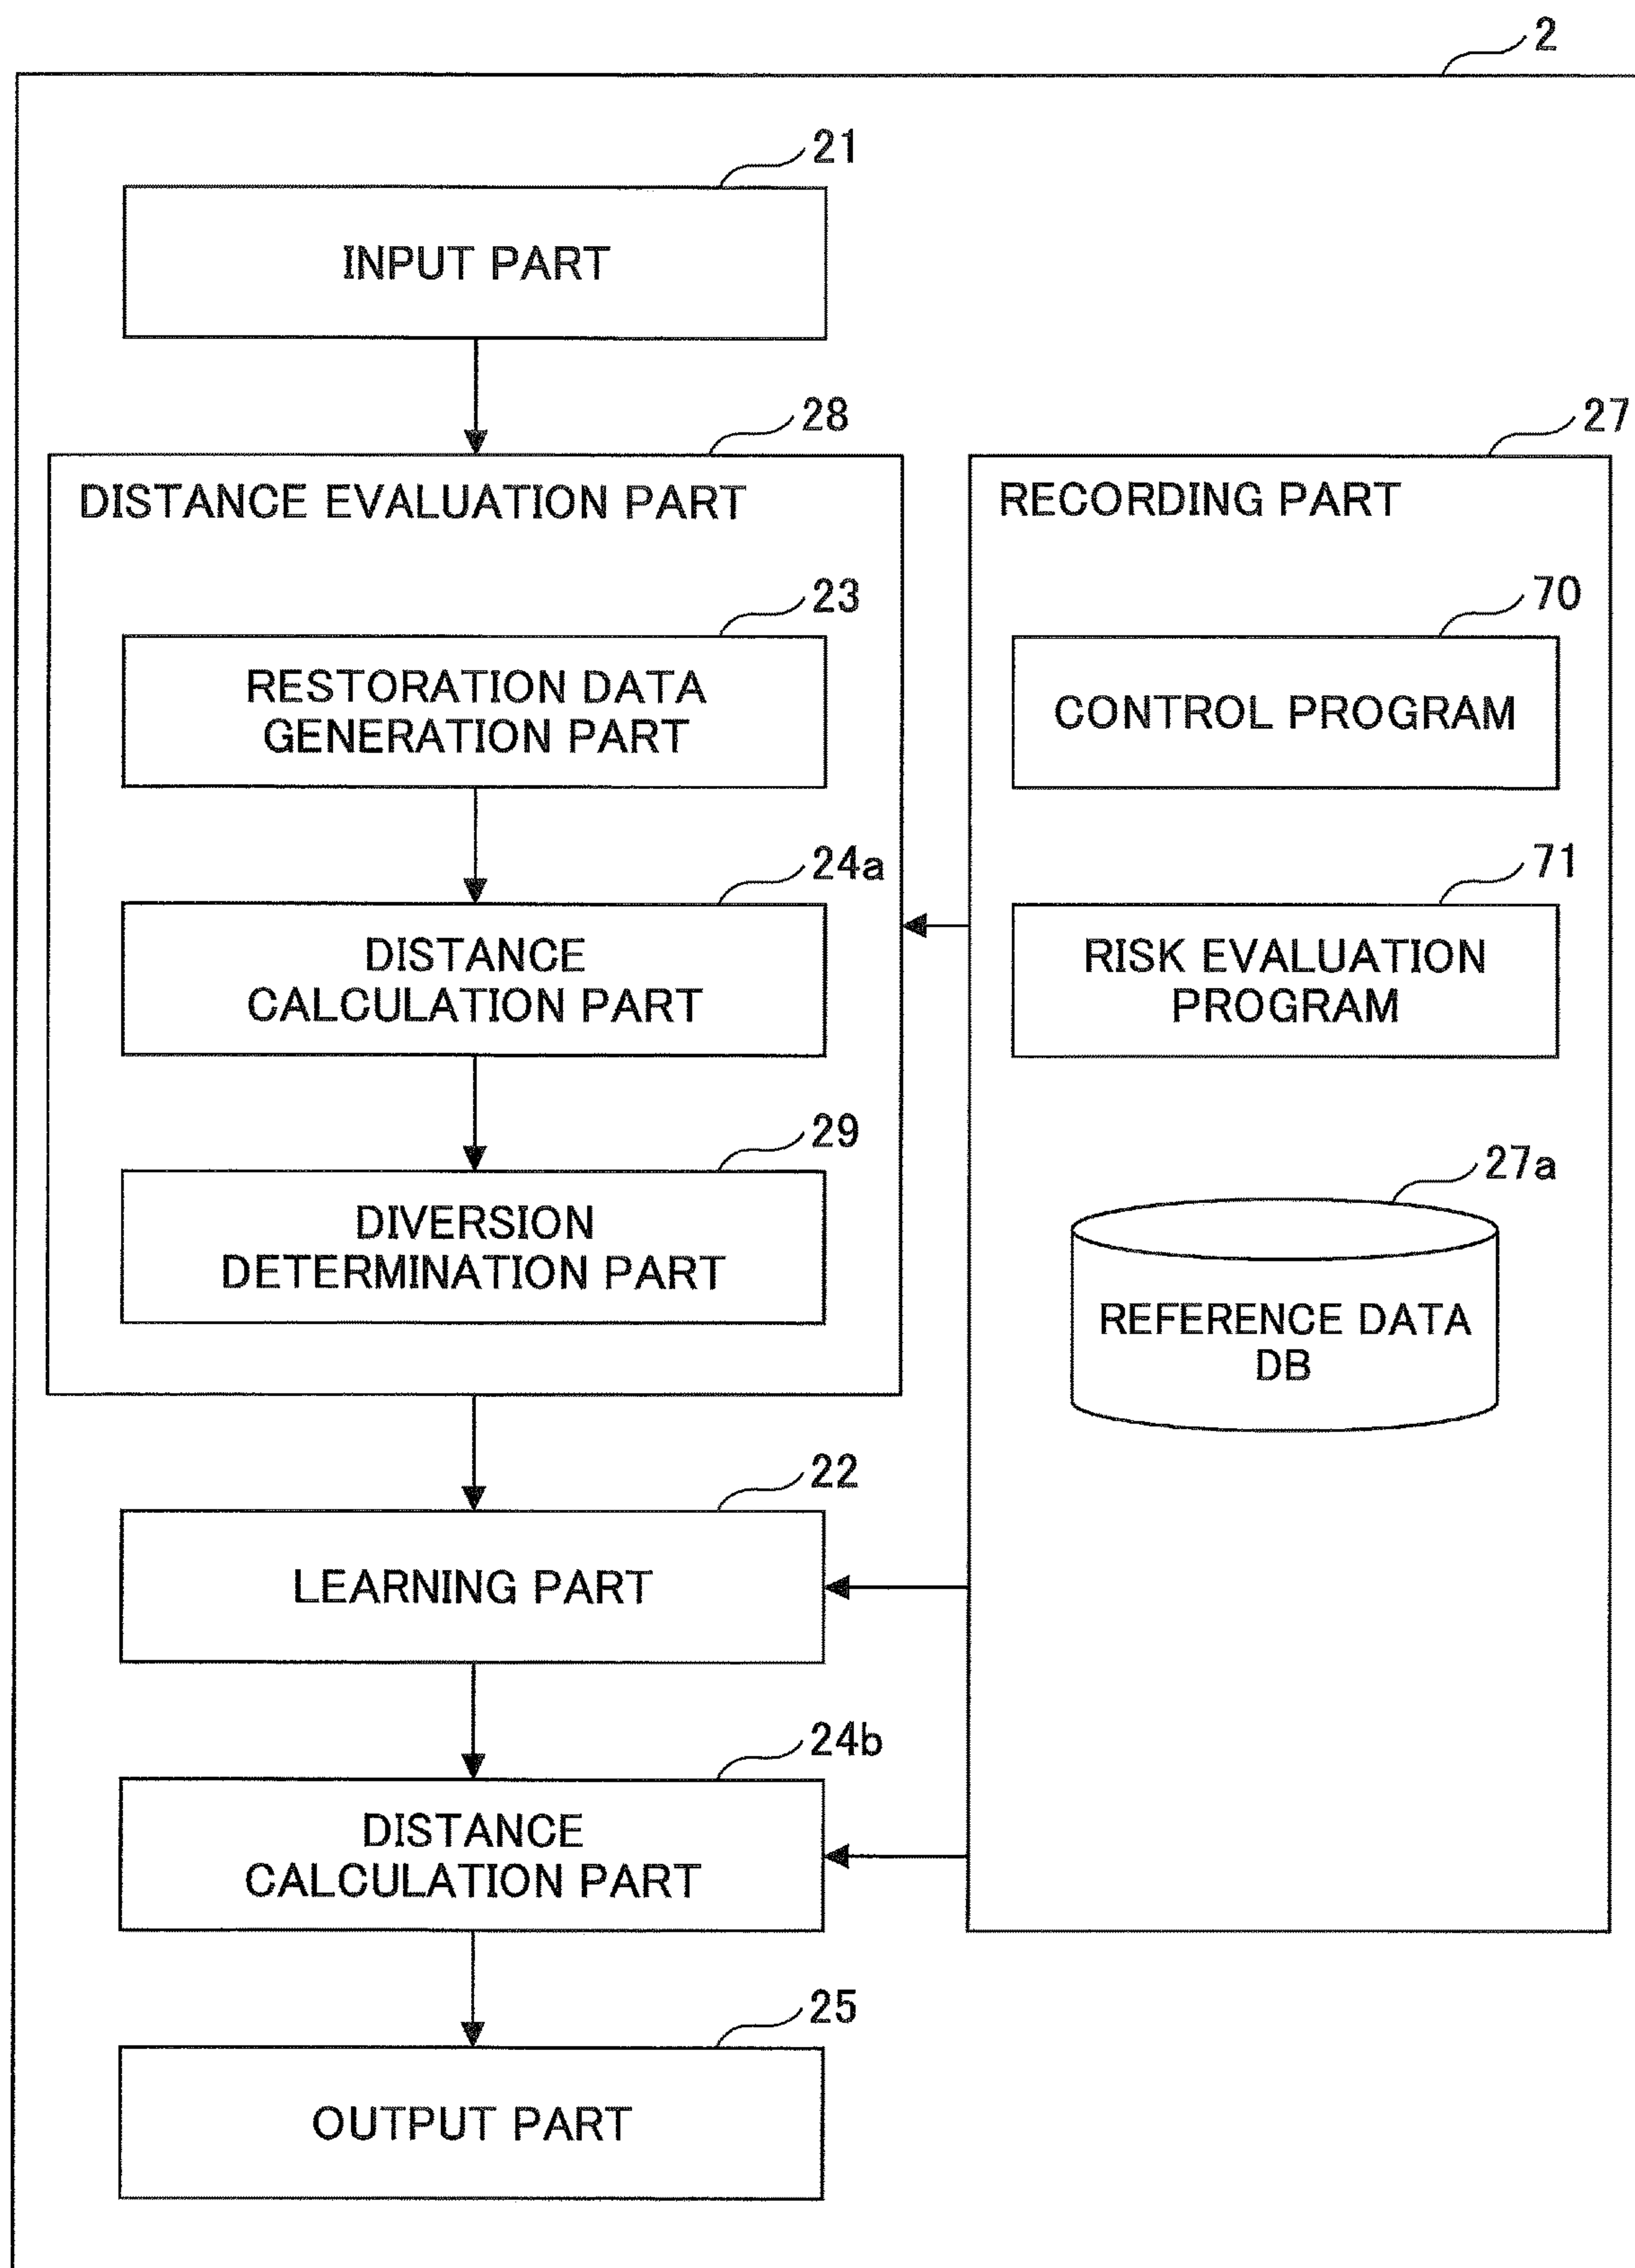 2
21
INPUT PART
28
DISTANCE EVALUATION PART
23
RESTORATION DATA
GENERATION PART
24a
DISTANCE
CALCULATION PART
29
DIVERSION
DETERMINATION PART
27
RECORDING PART
70
CONTROL PROGRAM
71
RISK EVALUATION
PROGRAM
27a
REFERENCE DATA
DB
22
LEARNING PART
24b
DISTANCE
CALCULATION PART
25
OUTPUT PART